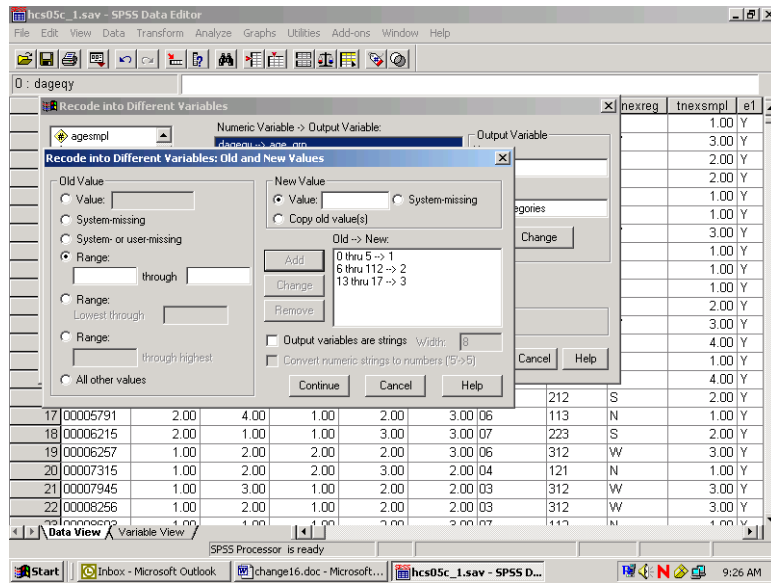 hcs05c_1.sav - SPSS Data Editor
File Edit View Data Transform Analyze Graphs Utilities Add-ons Window Help
0 : dageqy
nexreg tnexsmpl e1
Recode into Different Variables
agesmpl
Numeric Variable -> Output Variable:
Output Variable
egories
Change
Cancel Help
Recode into Different Variables: Old and New Values
Old Value
Value:
System-missing
System- or user-missing
Range:
through
Range:
Lowest through
Range:
through highest
All other values
New Value
Value: System-missing
Copy old value(s)
Old --> New:
Add
Change
Remove
0 thru 5 --> 1
6 thru 112 --> 2
13 thru 17 --> 3
Output variables are strings Width: 8
Convert numeric strings to numbers ('5'->5)
Continue Cancel Help
1.00 Y
3.00 Y
2.00 Y
2.00 Y
1.00 Y
1.00 Y
3.00 Y
1.00 Y
1.00 Y
1.00 Y
2.00 Y
3.00 Y
4.00 Y
1.00 Y
4.00 Y
212 S 2.00 Y
17 00005791 2.00 4.00 1.00 2.00 3.00 06 113 N 1.00 Y
18 00006215 2.00 1.00 1.00 3.00 3.00 07 223 S 2.00 Y
19 00006257 1.00 2.00 2.00 2.00 3.00 06 312 W 3.00 Y
20 00007315 1.00 2.00 2.00 3.00 2.00 04 121 N 1.00 Y
21 00007945 1.00 3.00 1.00 2.00 2.00 03 312 W 3.00 Y
22 00008256 1.00 2.00 1.00 2.00 2.00 03 312 W 3.00 Y
Data View Variable View
SPSS Processor is ready
Start Inbox - Microsoft Outlook change16.doc - Microsoft... hcs05c_1.sav - SPSS D... 9:26 AM